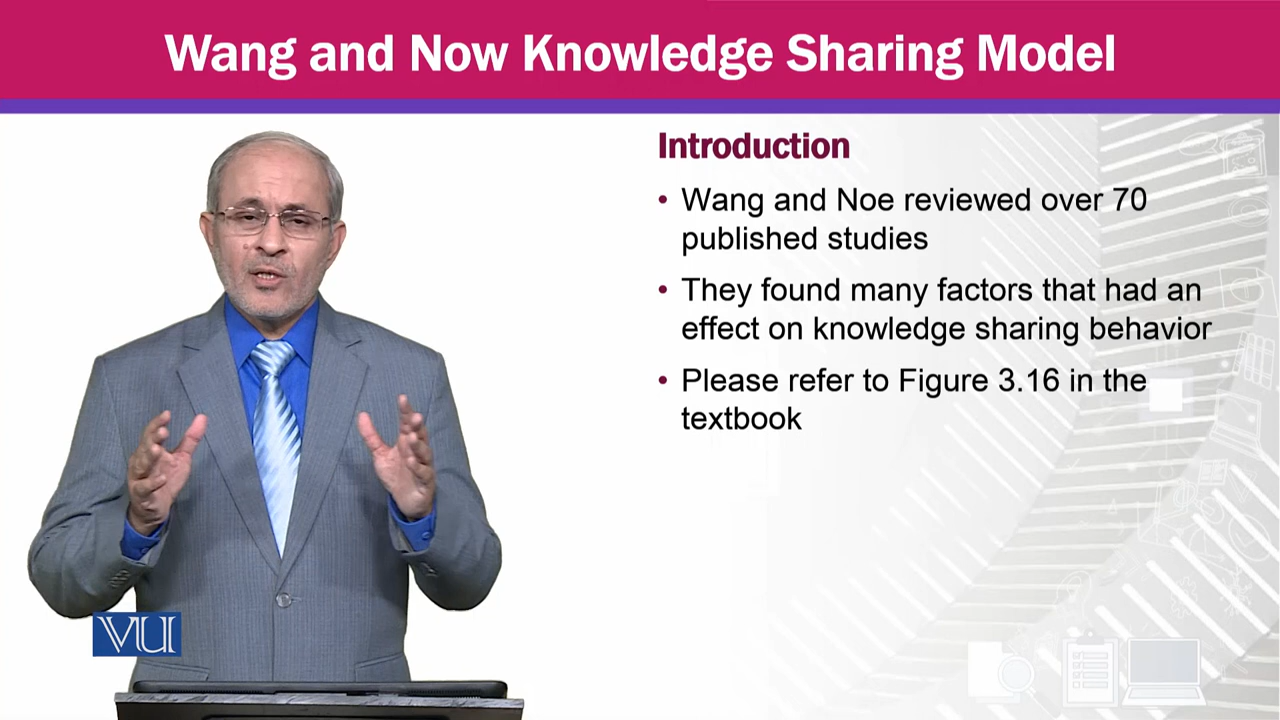 Wang and Now Knowledge Sharing Model
Introduction
• Wang and Noe reviewed over 70
published studies
• They found many factors that had an
effect on knowledge sharing behavior
• Please refer to Figure 3.16 in the
textbook
VU